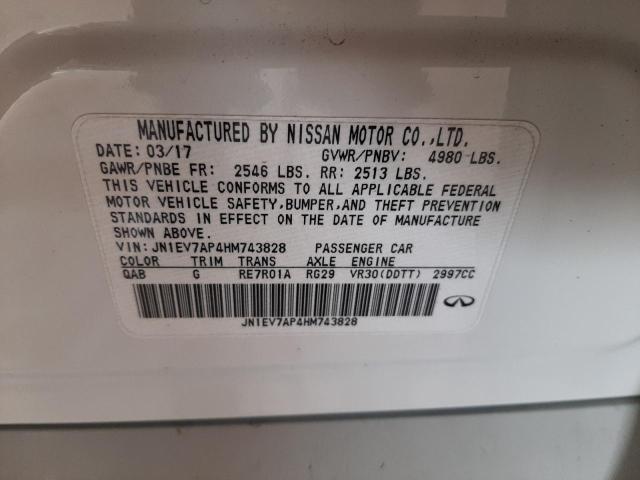 MANUFACTURED BY NISSAN MOTOR CO.,LTD.
DATE: 03/17 GVWR/PNBV: 4980 LBS.
GAWR/PNBE FR: 2546 LBS. RR: 2513 LBS.
THIS VEHICLE CONFORMS TO ALL APPLICABLE FEDERAL
MOTOR VEHICLE SAFETY,BUMPER,AND THEFT PREVENTION
STANDARDS IN EFFECT ON THE DATE OF MANUFACTURE
SHOWN ABOVE.
VIN: JN1EV7AP4HM743828 PASSENGER CAR
COLOR TRIM TRANS AXLE ENGINE
QAB G RE7R01A RG29 VR30(DDTT) 2997CC
JN1EV7AP4HM743828